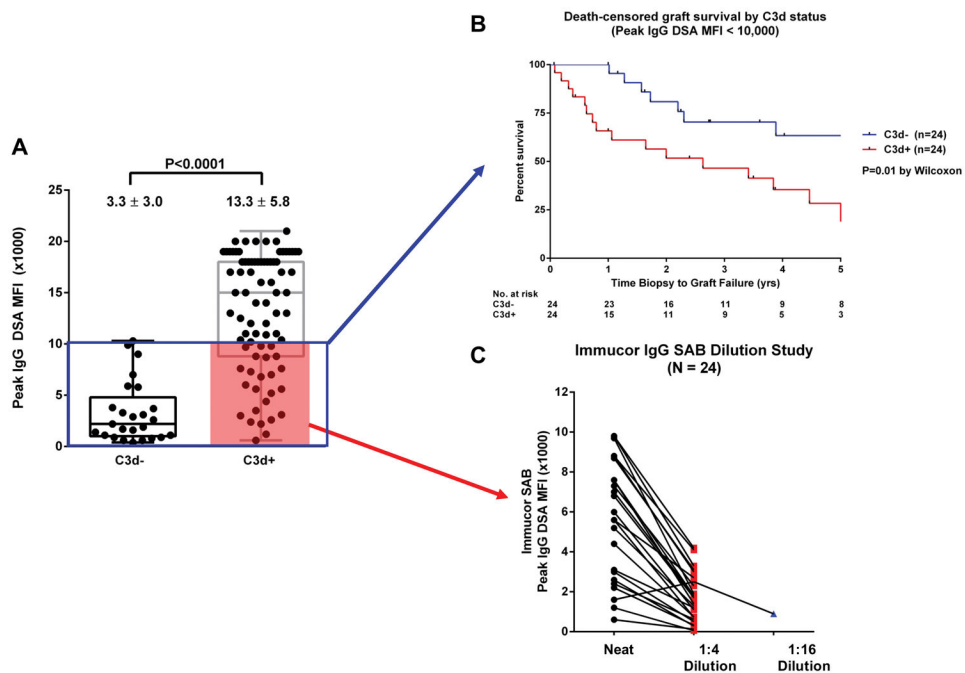 A
P<0.0001
3.3 ± 3.0
13.3 ± 5.8
Peak IgG DSA MFI (x1000)
25
20
15
10
5
0
C3d-
C3d+
B
Death-censored graft survival by C3d status
(Peak IgG DSA MFI < 10,000)
Percent survival
100
75
50
25
0
1
2
3
4
5
Time Biopsy to Graft Failure (yrs)
C3d- (n=24)
C3d+ (n=24)
P=0.01 by Wilcoxon
No. at risk
C3d- 24 23 16 11 9 8
C3d+ 24 15 11 9 5 3
C
Immucor IgG SAB Dilution Study
(N = 24)
Immucor SAB
Peak IgG DSA MFI (x1000)
12
10
8
6
4
2
0
Neat
1:4
Dilution
1:16
Dilution